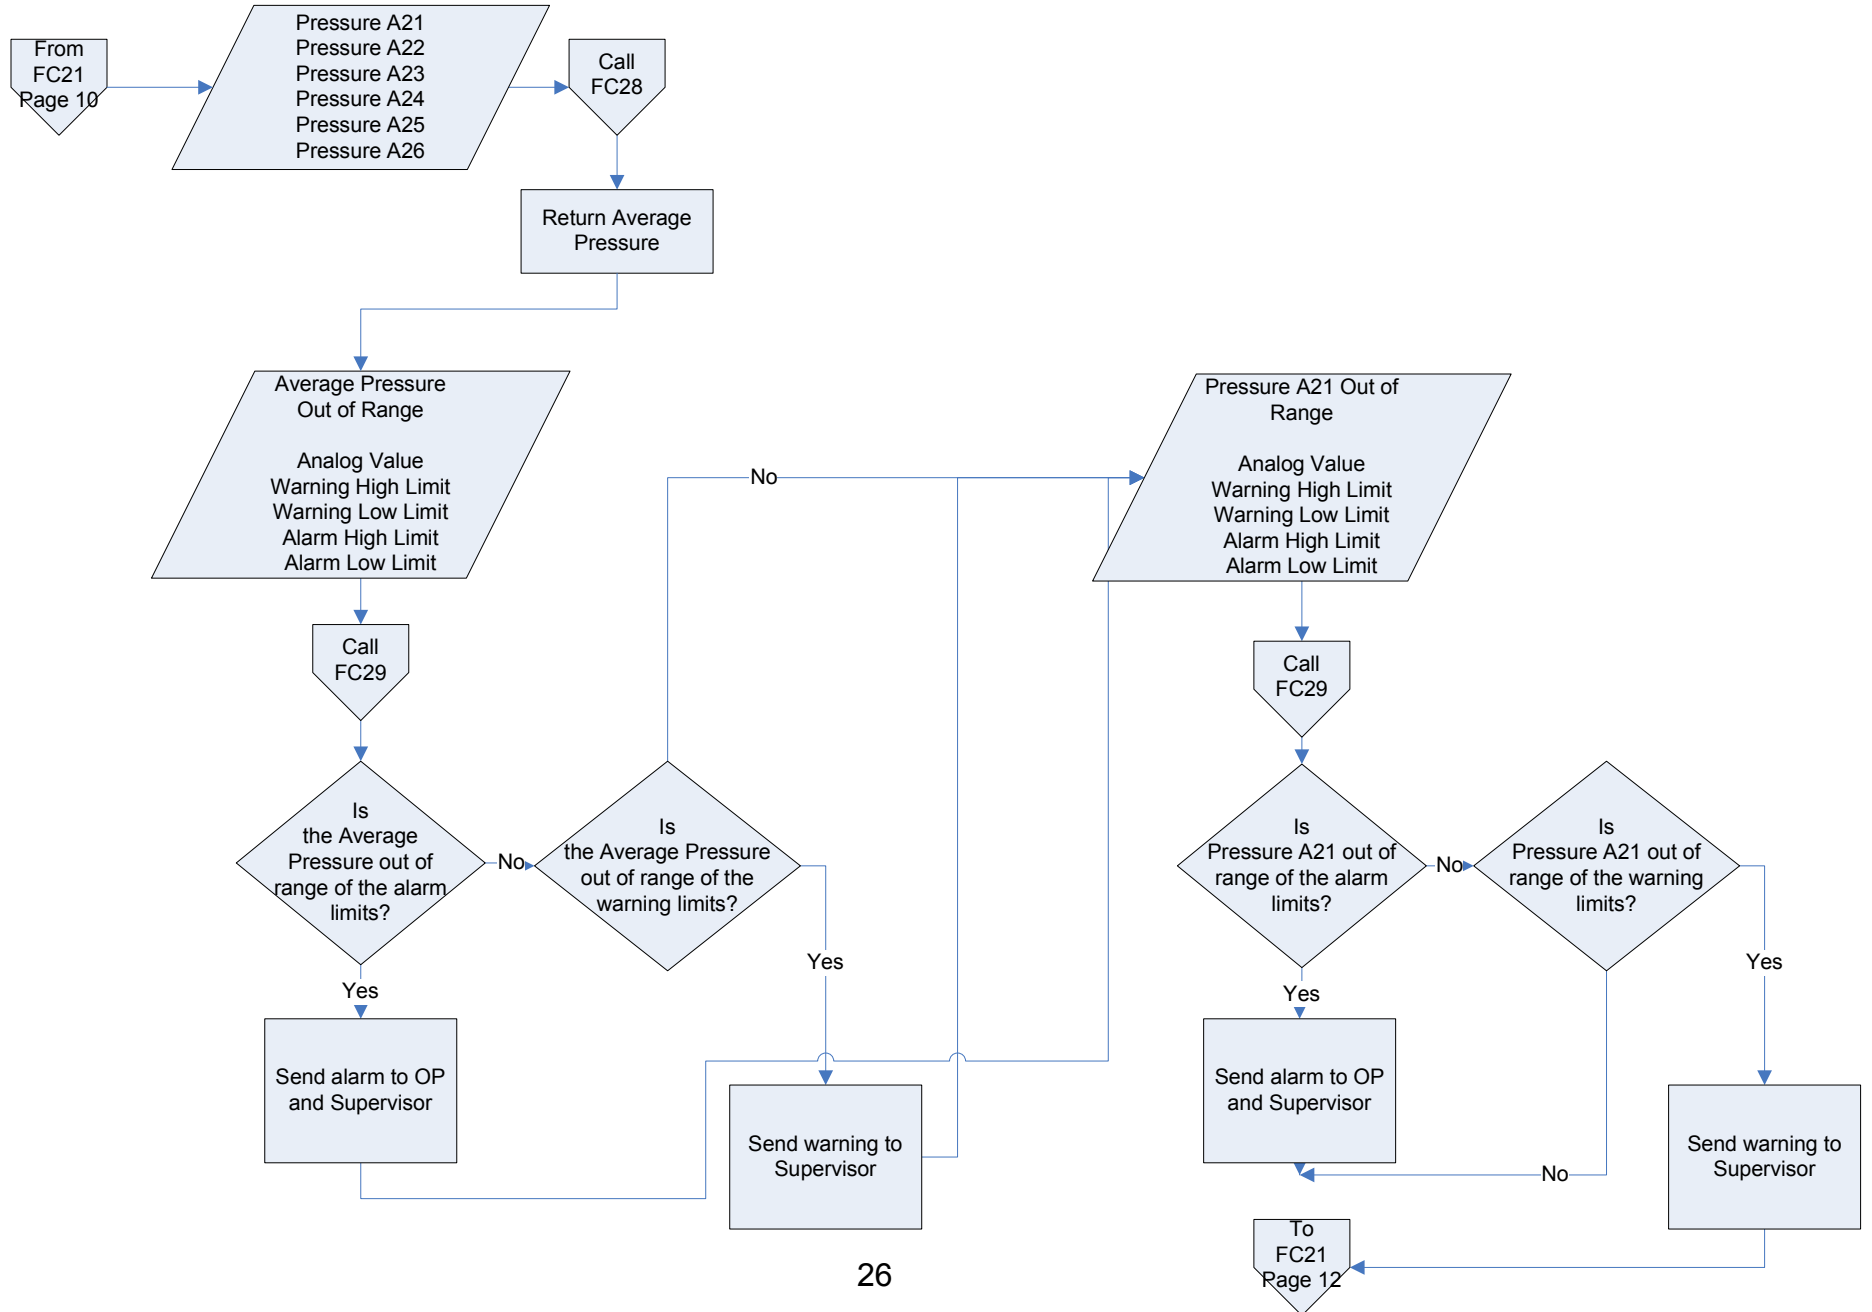 From
FC21
Page 10
Pressure A21
Pressure A22
Pressure A23
Pressure A24
Pressure A25
Pressure A26
Call
FC28
Return Average
Pressure
Average Pressure
Out of Range
Analog Value
Warning High Limit
Warning Low Limit
Alarm High Limit
Alarm Low Limit
Call
FC29
Is
the Average
Pressure out of
range of the alarm
limits?
No
Is
the Average Pressure
out of range of the
warning limits?
No
Yes
Yes
Send alarm to OP
and Supervisor
Send warning to
Supervisor
Pressure A21 Out of
Range
Analog Value
Warning High Limit
Warning Low Limit
Alarm High Limit
Alarm Low Limit
Call
FC29
Is
Pressure A21 out of
range of the alarm
limits?
No
Is
Pressure A21 out of
range of the warning
limits?
Yes
Yes
Send alarm to OP
and Supervisor
No
Send warning to
Supervisor
To
FC21
Page 12
26